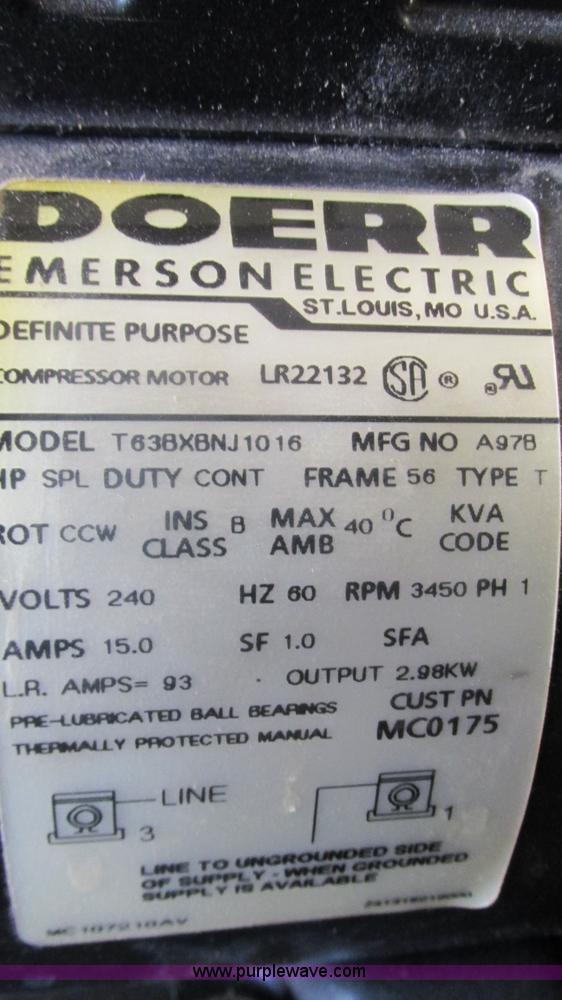 DOERR
EMERSON ELECTRIC
ST.LOUIS, MO U.S.A.
DEFINITE PURPOSE
COMPRESSOR MOTOR LR22132 SA ® RU
MODEL T63BXBNJ1016 MFG NO A97B
HP SPL DUTY CONT FRAME 56 TYPE T
ROT CCW INS CLASS B MAX AMB 40 °C KVA CODE
VOLTS 240 HZ 60 RPM 3450 PH 1
AMPS 15.0 SF 1.0 SFA
L.R. AMPS= 93 OUTPUT 2.98KW
PRE-LUBRICATED BALL BEARINGS CUST PN
THERMALLY PROTECTED MANUAL MC0175
LINE
3 1
LINE TO UNGROUNDED SIDE
OF SUPPLY - WHEN GROUNDED
SUPPLY IS AVAILABLE
www.purplewave.com